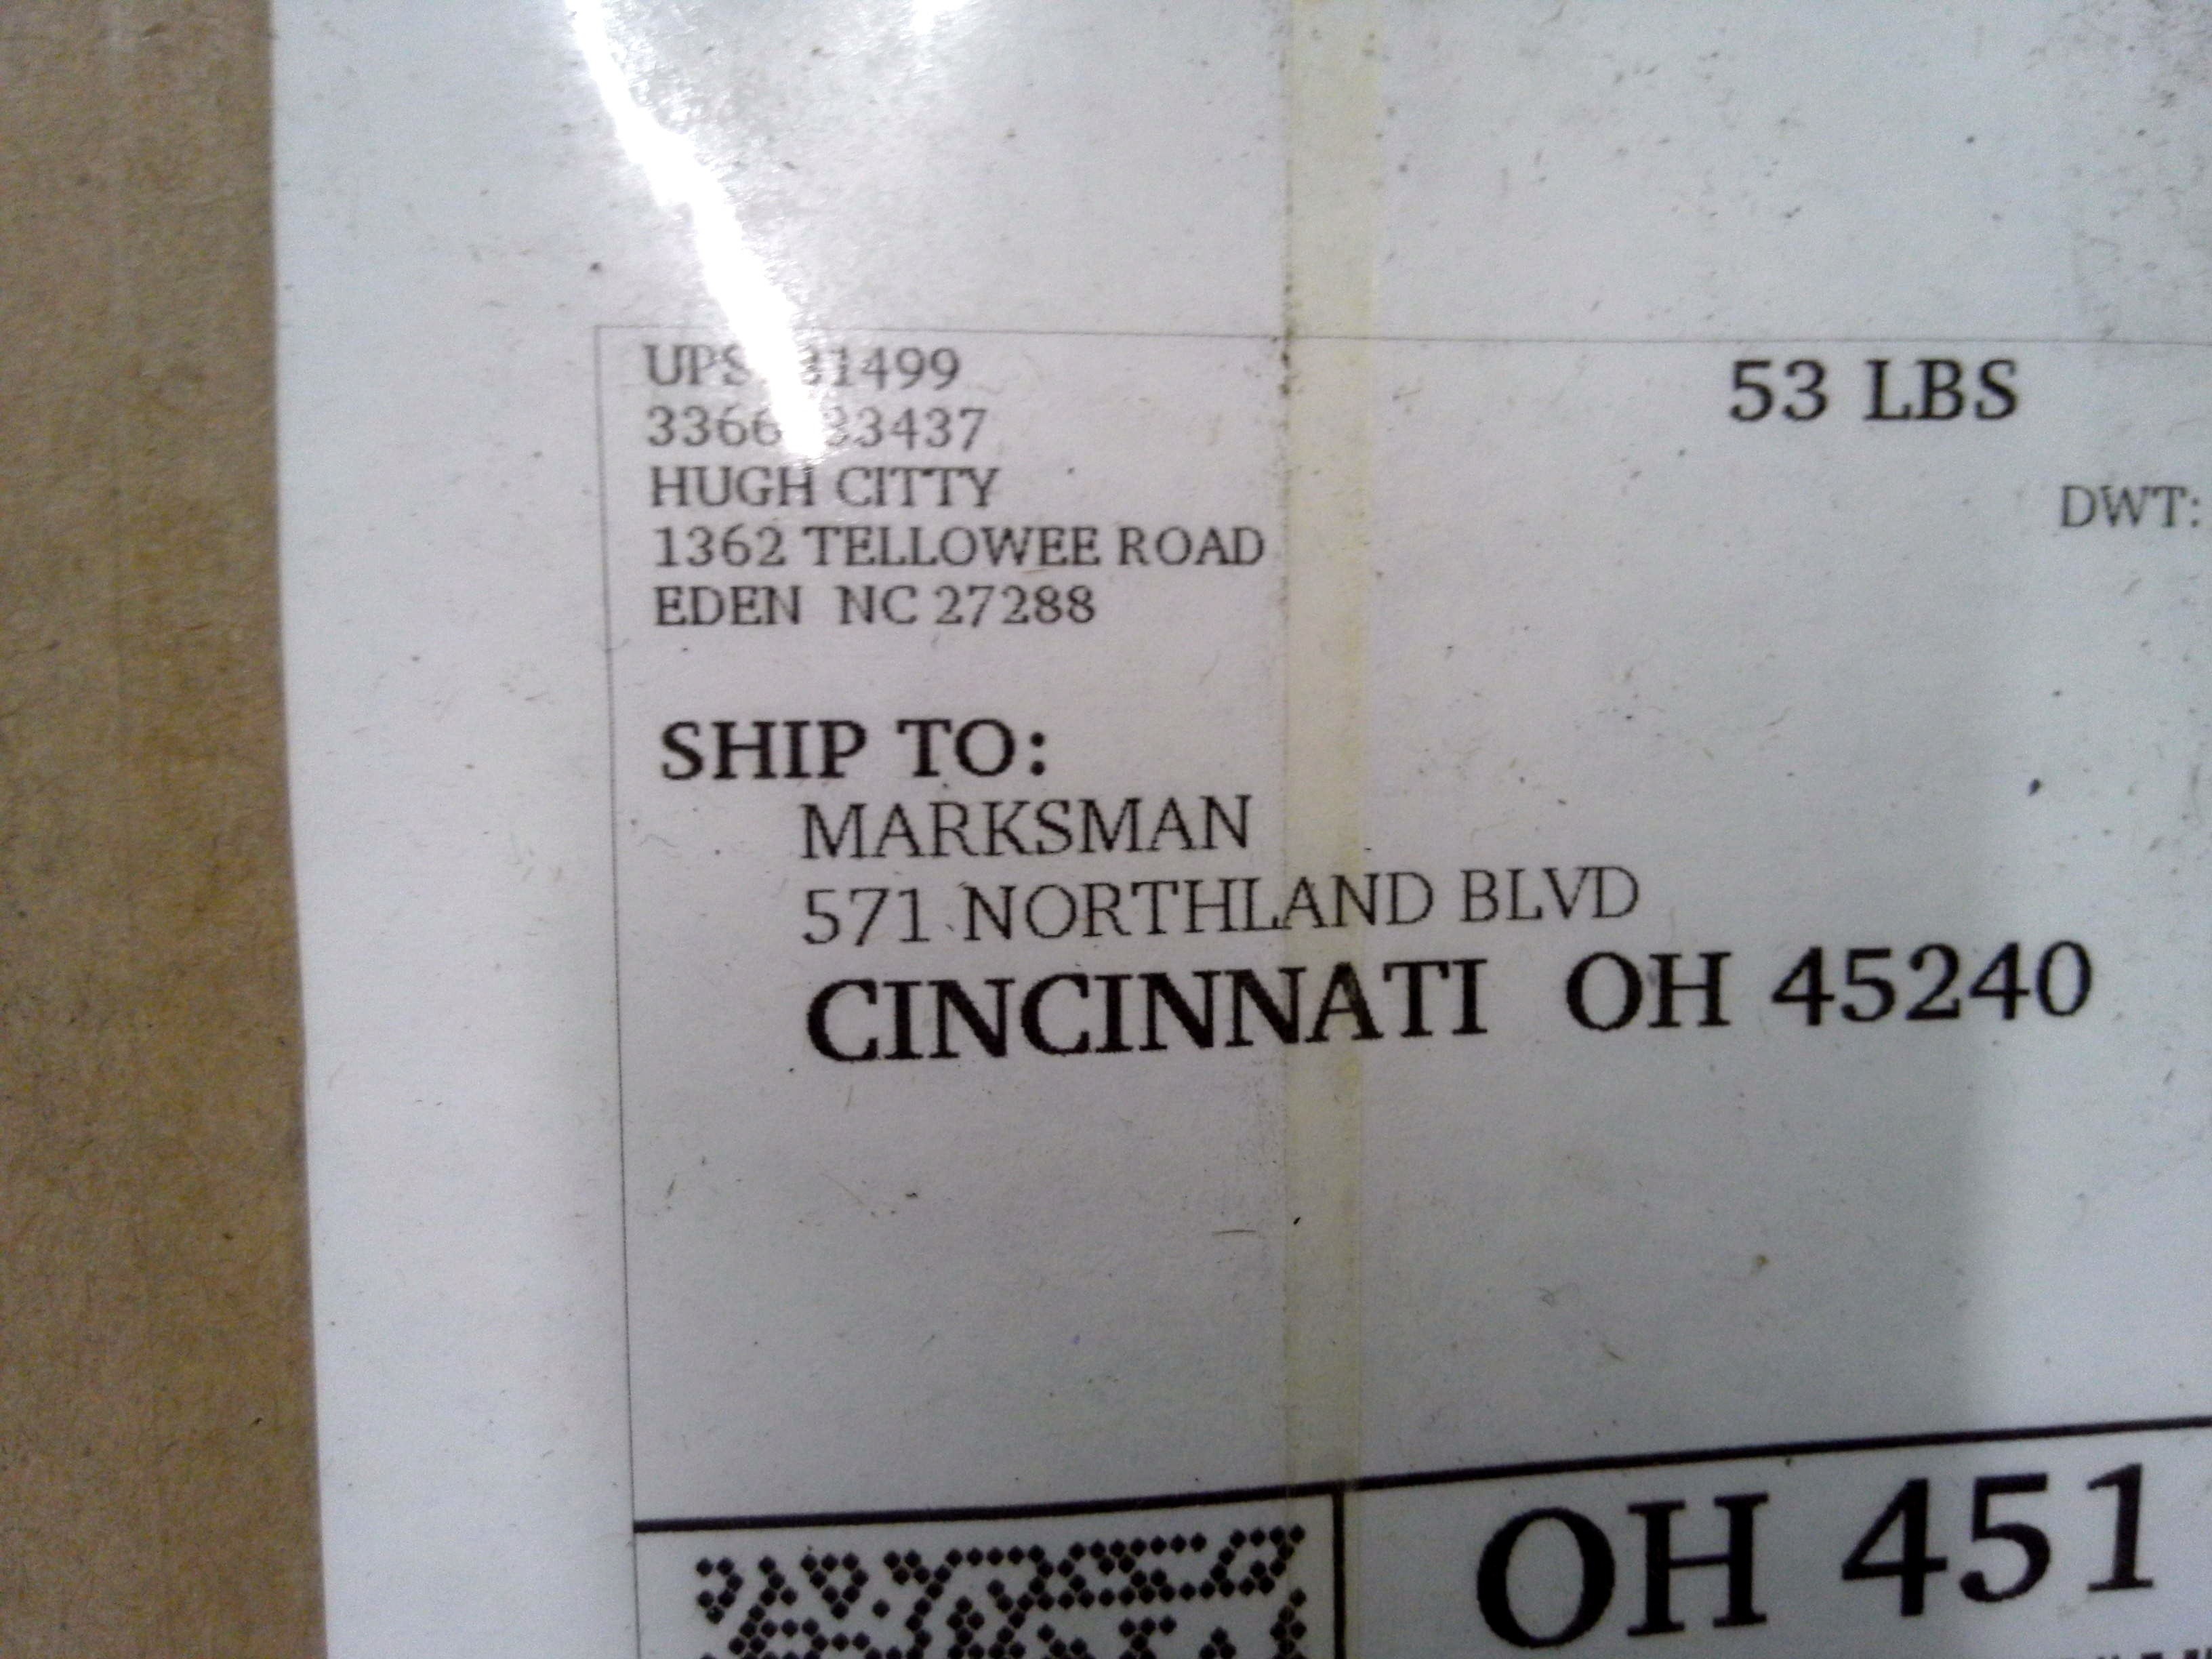 53 LBS
HUGH CITTY
DWT:
1362 TELLOWEE ROAD
EDEN NC 27288
SHIP TO:
MARKSMAN
571 NORTHLAND BLVD
CINCINNATI OH 45240
OH 451